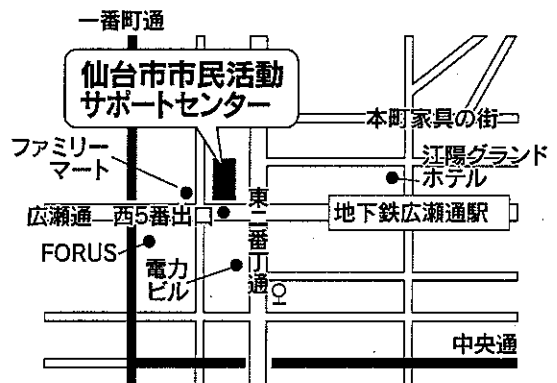 一番町通
仙台市市民活動
サポートセンター
本町家具の街
ファミリー
マート
江陽グランド
ホテル
広瀬通
西5番出口
東二番丁通
地下鉄広瀬通駅
FORUS
電力
ビル
中央通